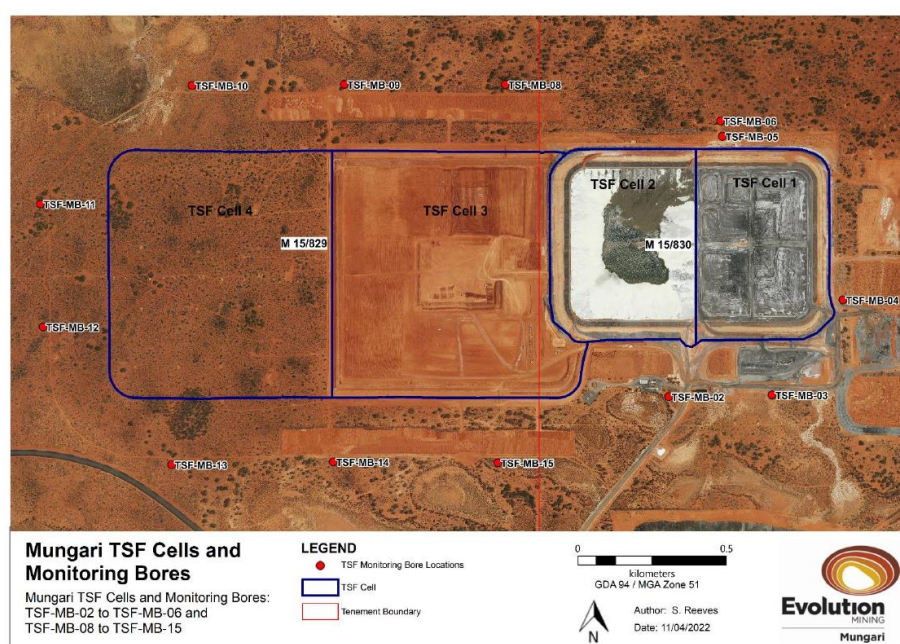 TSF-MB-10
TSF-MB-09
TSF-MB-08
TSF-MB-06
TSF-MB-05
TSF Cell 2
TSF Cell 1
TSF-MB-11
TSF Cell 4
TSF Cell 3
M 15/829
M 15/830
TSF-MB-04
TSF-MB-12
TSF-MB-02
TSF-MB-03
TSF-MB-13
TSF-MB-14
TSF-MB-15
Mungari TSF Cells and
Monitoring Bores
Mungari TSF Cells and Monitoring Bores:
TSF-MB-02 to TSF-MB-06 and
TSF-MB-08 to TSF-MB-15
LEGEND
TSF Monitoring Bore Locations
TSF Cell
Tenement Boundary
0 0.5
kilometers
GDA 94 / MGA Zone 51
N
Author: S. Reeves
Date: 11/04/2022
Evolution
MINING
Mungari